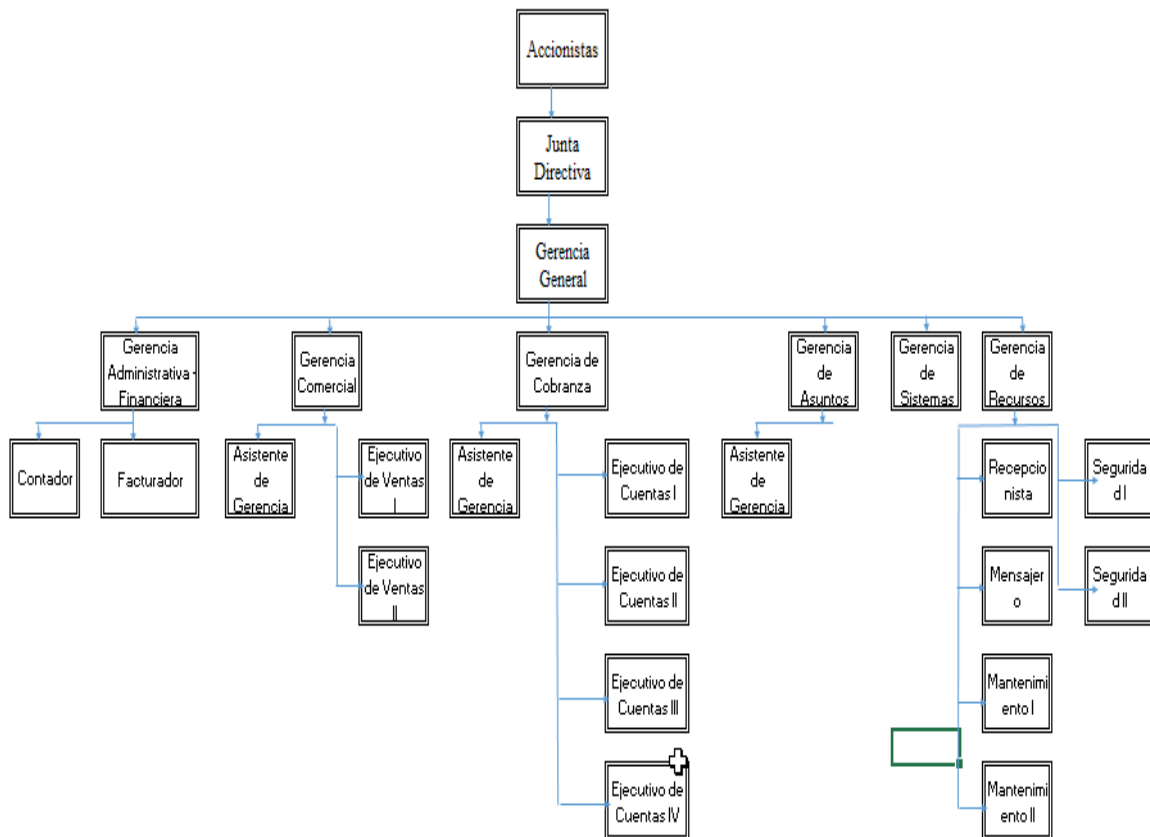 Accionistas
Junta
Directiva
Gerencia
General
Gerencia
Administrativa -
Financiera
Gerencia
Comercial
Gerencia de
Cobranza
Gerencia
de
Asuntos
Gerencia
de
Sistemas
Gerencia
de
Recursos
Contador
Facturador
Asistente
de
Gerencia
Ejecutivo
de Ventas
I
Asistente
de
Gerencia
Ejecutivo de
Cuentas I
Asistente
de
Gerencia
Recepcio
nista
Segurida
d I
Ejecutivo
de Ventas
II
Ejecutivo de
Cuentas II
Mensajer
o
Segurida
d II
Ejecutivo de
Cuentas III
Mantenimi
ento I
Ejecutivo de
Cuentas IV
Mantenimi
ento II